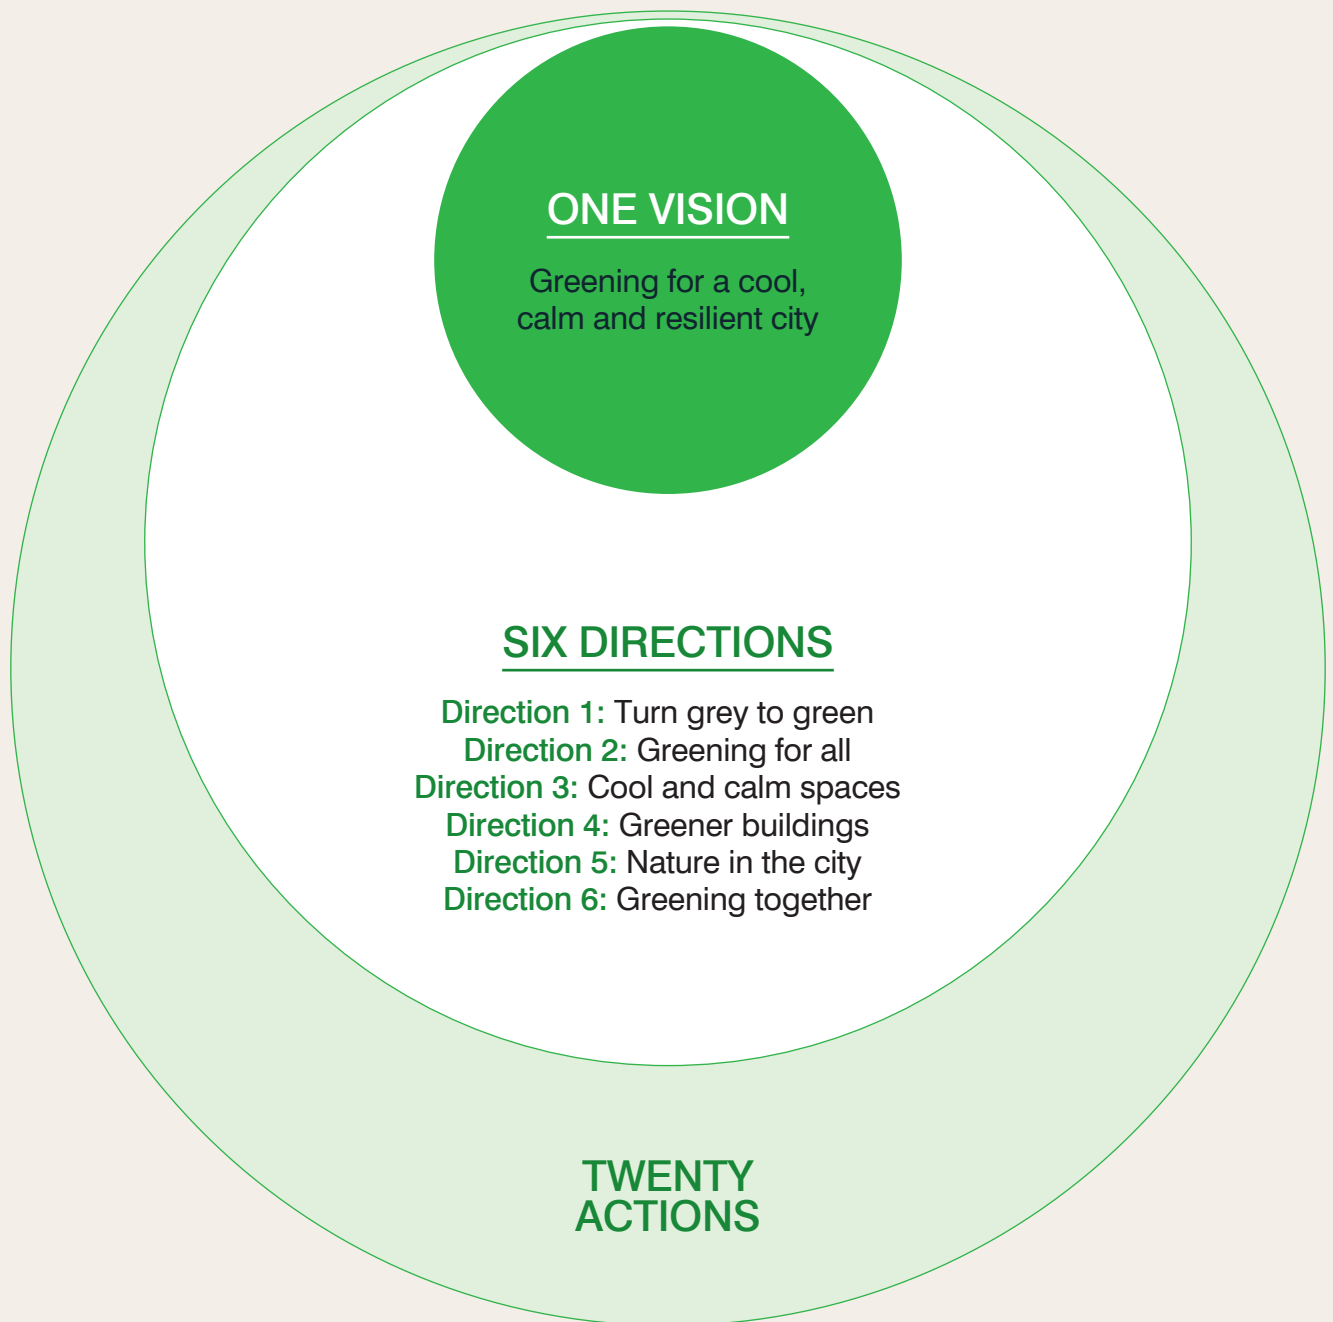 ONE VISION
Greening for a cool,
calm and resilient city
SIX DIRECTIONS
Direction 1: Turn grey to green
Direction 2: Greening for all
Direction 3: Cool and calm spaces
Direction 4: Greener buildings
Direction 5: Nature in the city
Direction 6: Greening together
TWENTY
ACTIONS